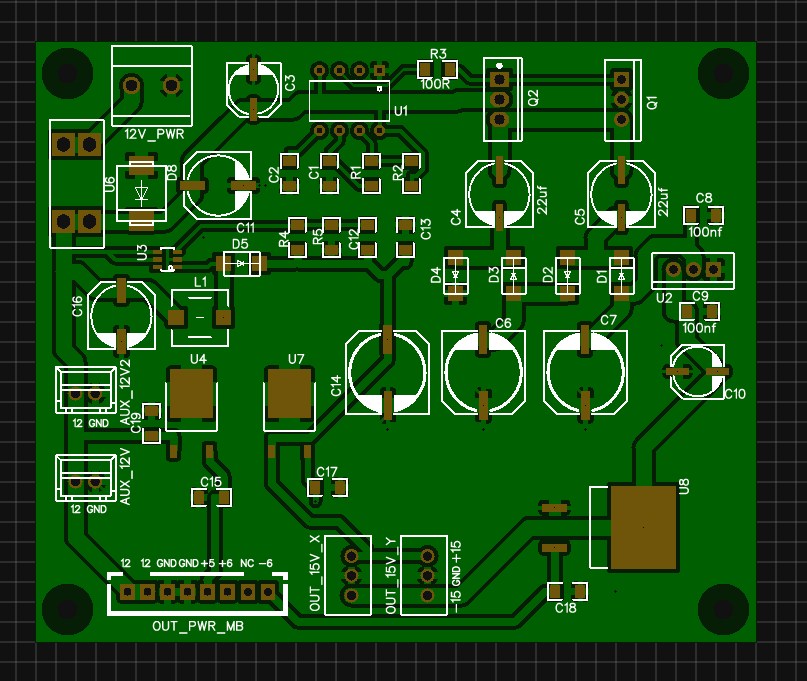 R3
100R
C3
U1
Q2
Q1
12V_PWR
U6
D8
C11
C2
C1
R1
R2
C4
22uf
C5
22uf
C8
100nf
U3
D5
R4
R5
C12
C13
D4
D3
D2
D1
U2
C9
100nf
C16
L1
C14
C6
C7
C10
U4
U7
AUX_12V2
12 GND
C19
AUX_12V
12 GND
C15
C17
U8
OUT_15V_X
OUT_15V_Y
+15
GND
-15
C18
12 12 GND GND +5 +6 NC -6
OUT_PWR_MB